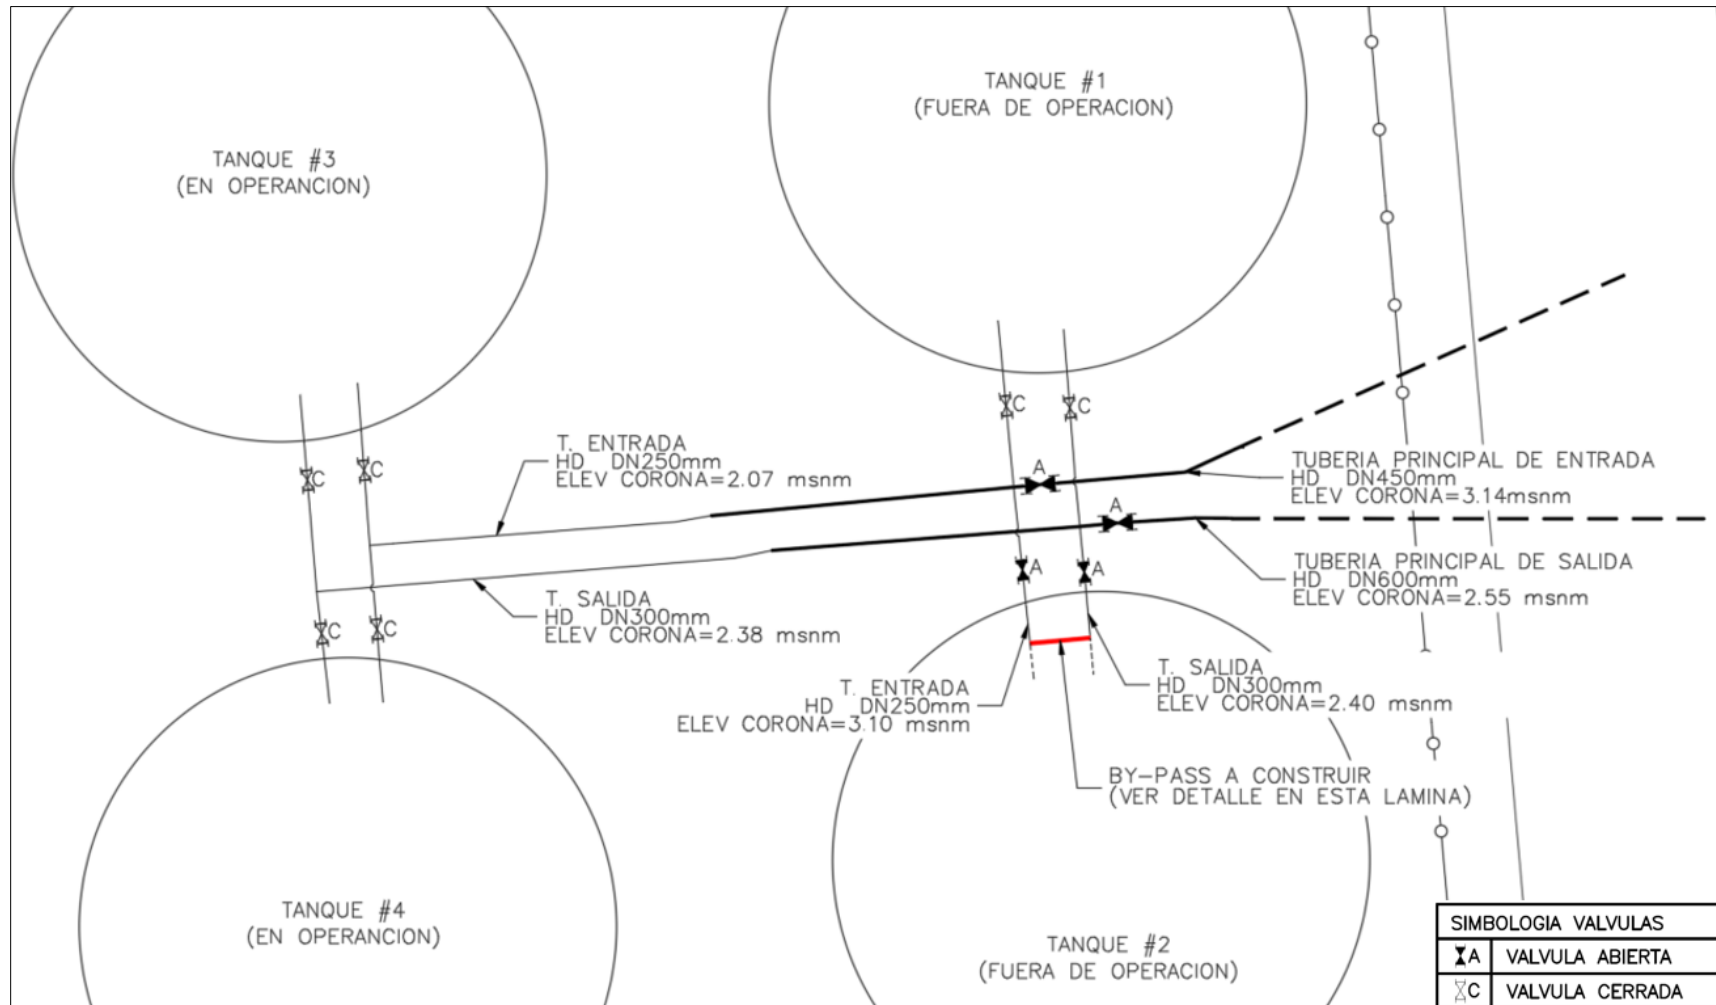 TANQUE #1
(FUERA DE OPERACION)
TANQUE #3
(EN OPERANCION)
C
C
C
C
T. ENTRADA
HD DN250mm
ELEV CORONA=2.07 msnm
A
TUBERIA PRINCIPAL DE ENTRADA
HD DN450mm
ELEV CORONA=3.14msnm
A
TUBERIA PRINCIPAL DE SALIDA
HD DN600mm
ELEV CORONA=2.55 msnm
A
A
T. SALIDA
HD DN300mm
ELEV CORONA=2.38 msnm
C
C
T. ENTRADA
HD DN250mm
ELEV CORONA=3.10 msnm
T. SALIDA
HD DN300mm
ELEV CORONA=2.40 msnm
BY-PASS A CONSTRUIR
(VER DETALLE EN ESTA LAMINA)
TANQUE #4
(EN OPERANCION)
TANQUE #2
(FUERA DE OPERACION)
SIMBOLOGIA VALVULAS
A VALVULA ABIERTA
C VALVULA CERRADA